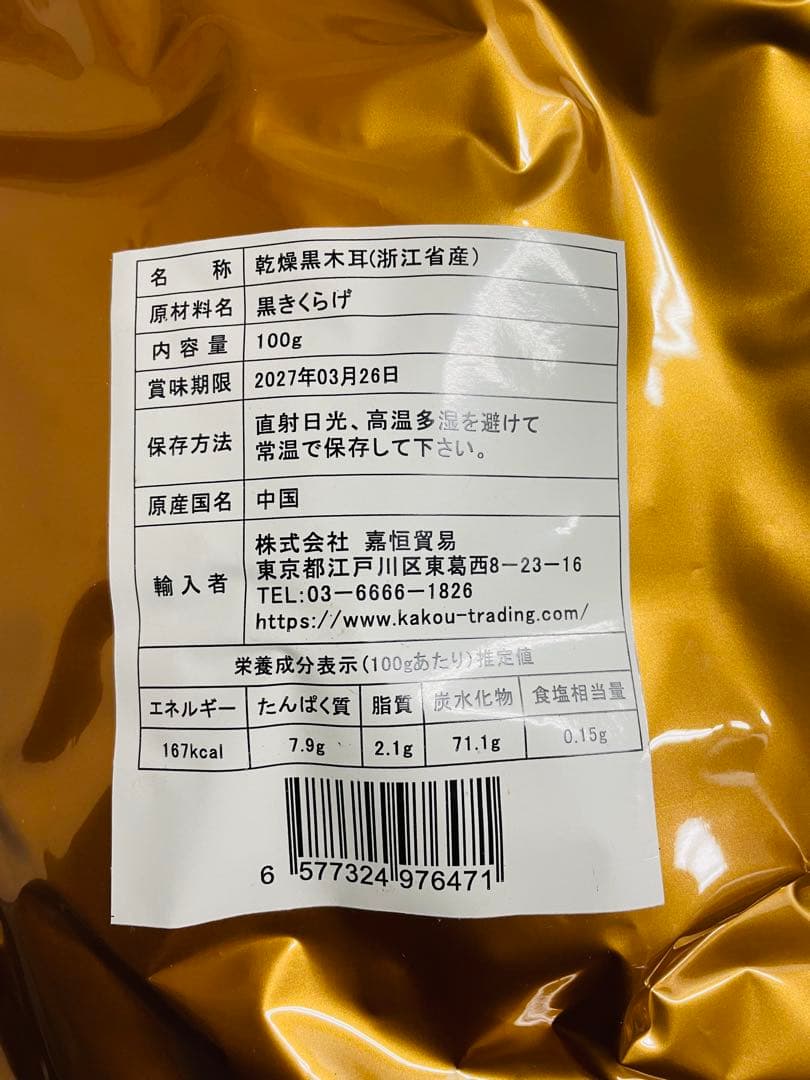 名称 乾燥黒木耳(浙江省産)
原材料名 黒きくらげ
内容量 100g
賞味期限 2027年03月26日
保存方法 直射日光、高温多湿を避けて
常温で保存して下さい。
原産国名 中国
輸入者 株式会社 嘉恒貿易
東京都江戸川区東葛西8-23-16
TEL:03-6666-1826
https://www.kakou-trading.com/
栄養成分表示(100gあたり)推定値
エネルギー たんぱく質 脂質 炭水化物 食塩相当量
167kcal 7.9g 2.1g 71.1g 0.15g
6 577324 976471